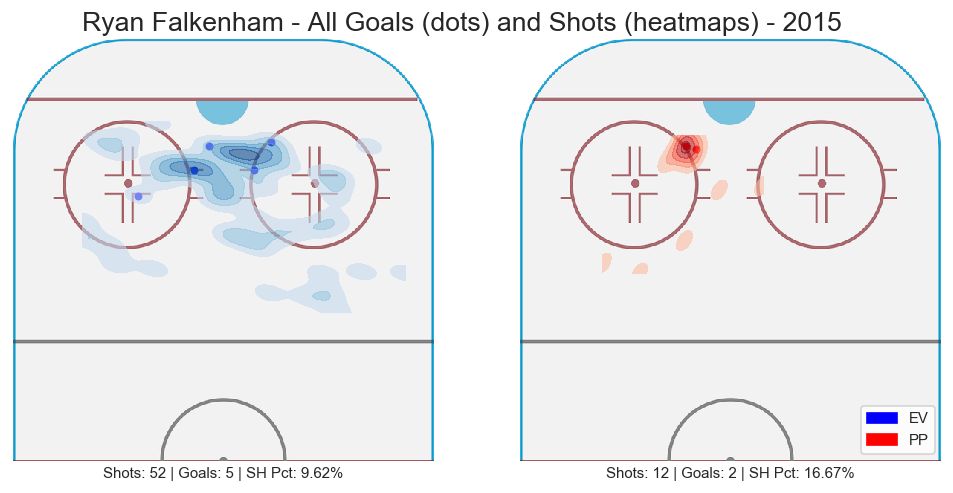 Ryan Falkenham - All Goals (dots) and Shots (heatmaps) - 2015
EV
PP
Shots: 52 | Goals: 5 | SH Pct: 9.62%
Shots: 12 | Goals: 2 | SH Pct: 16.67%